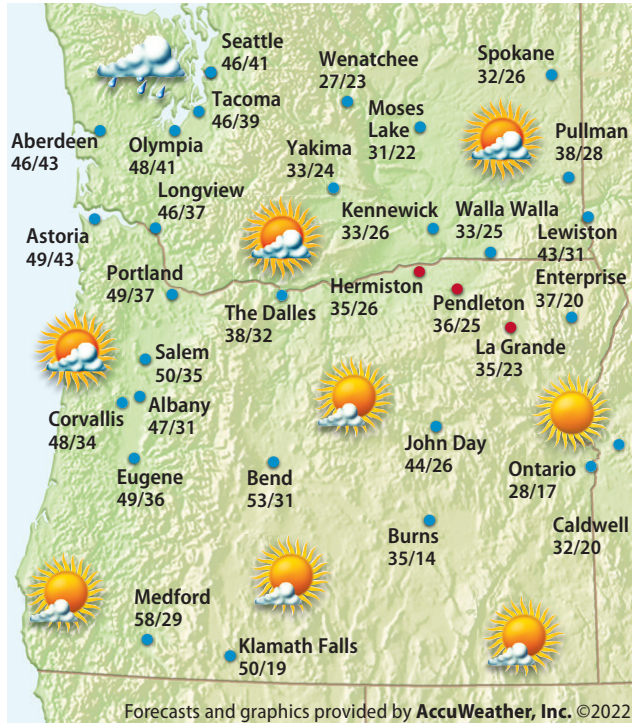 Seattle
46/41
Wenatchee
27/23
Spokane
32/26
Tacoma
46/39
Moses
Lake
31/22
Aberdeen
46/43
Olympia
48/41
Yakima
33/24
Pullman
38/28
Longview
46/37
Kennewick
33/26
Walla Walla
33/25
Lewiston
43/31
Astoria
49/43
Portland
49/37
The Dalles
38/32
Hermiston
35/26
Pendleton
36/25
Enterprise
37/20
La Grande
35/23
Salem
50/35
Albany
47/31
Corvallis
48/34
John Day
44/26
Eugene
49/36
Bend
53/31
Ontario
28/17
Burns
35/14
Caldwell
32/20
Medford
58/29
Klamath Falls
50/19
Forecasts and graphics provided by AccuWeather, Inc. ©2022